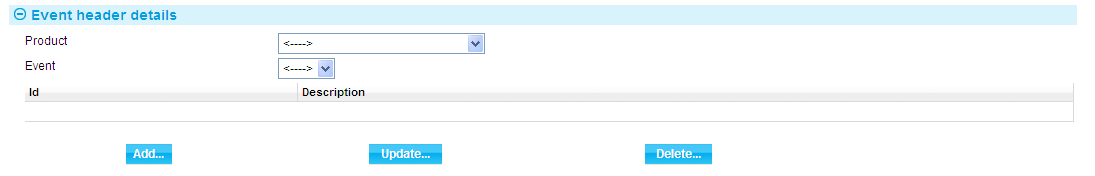 Event header details
Product <---->
Event <---->
Id Description
Add... Update... Delete...